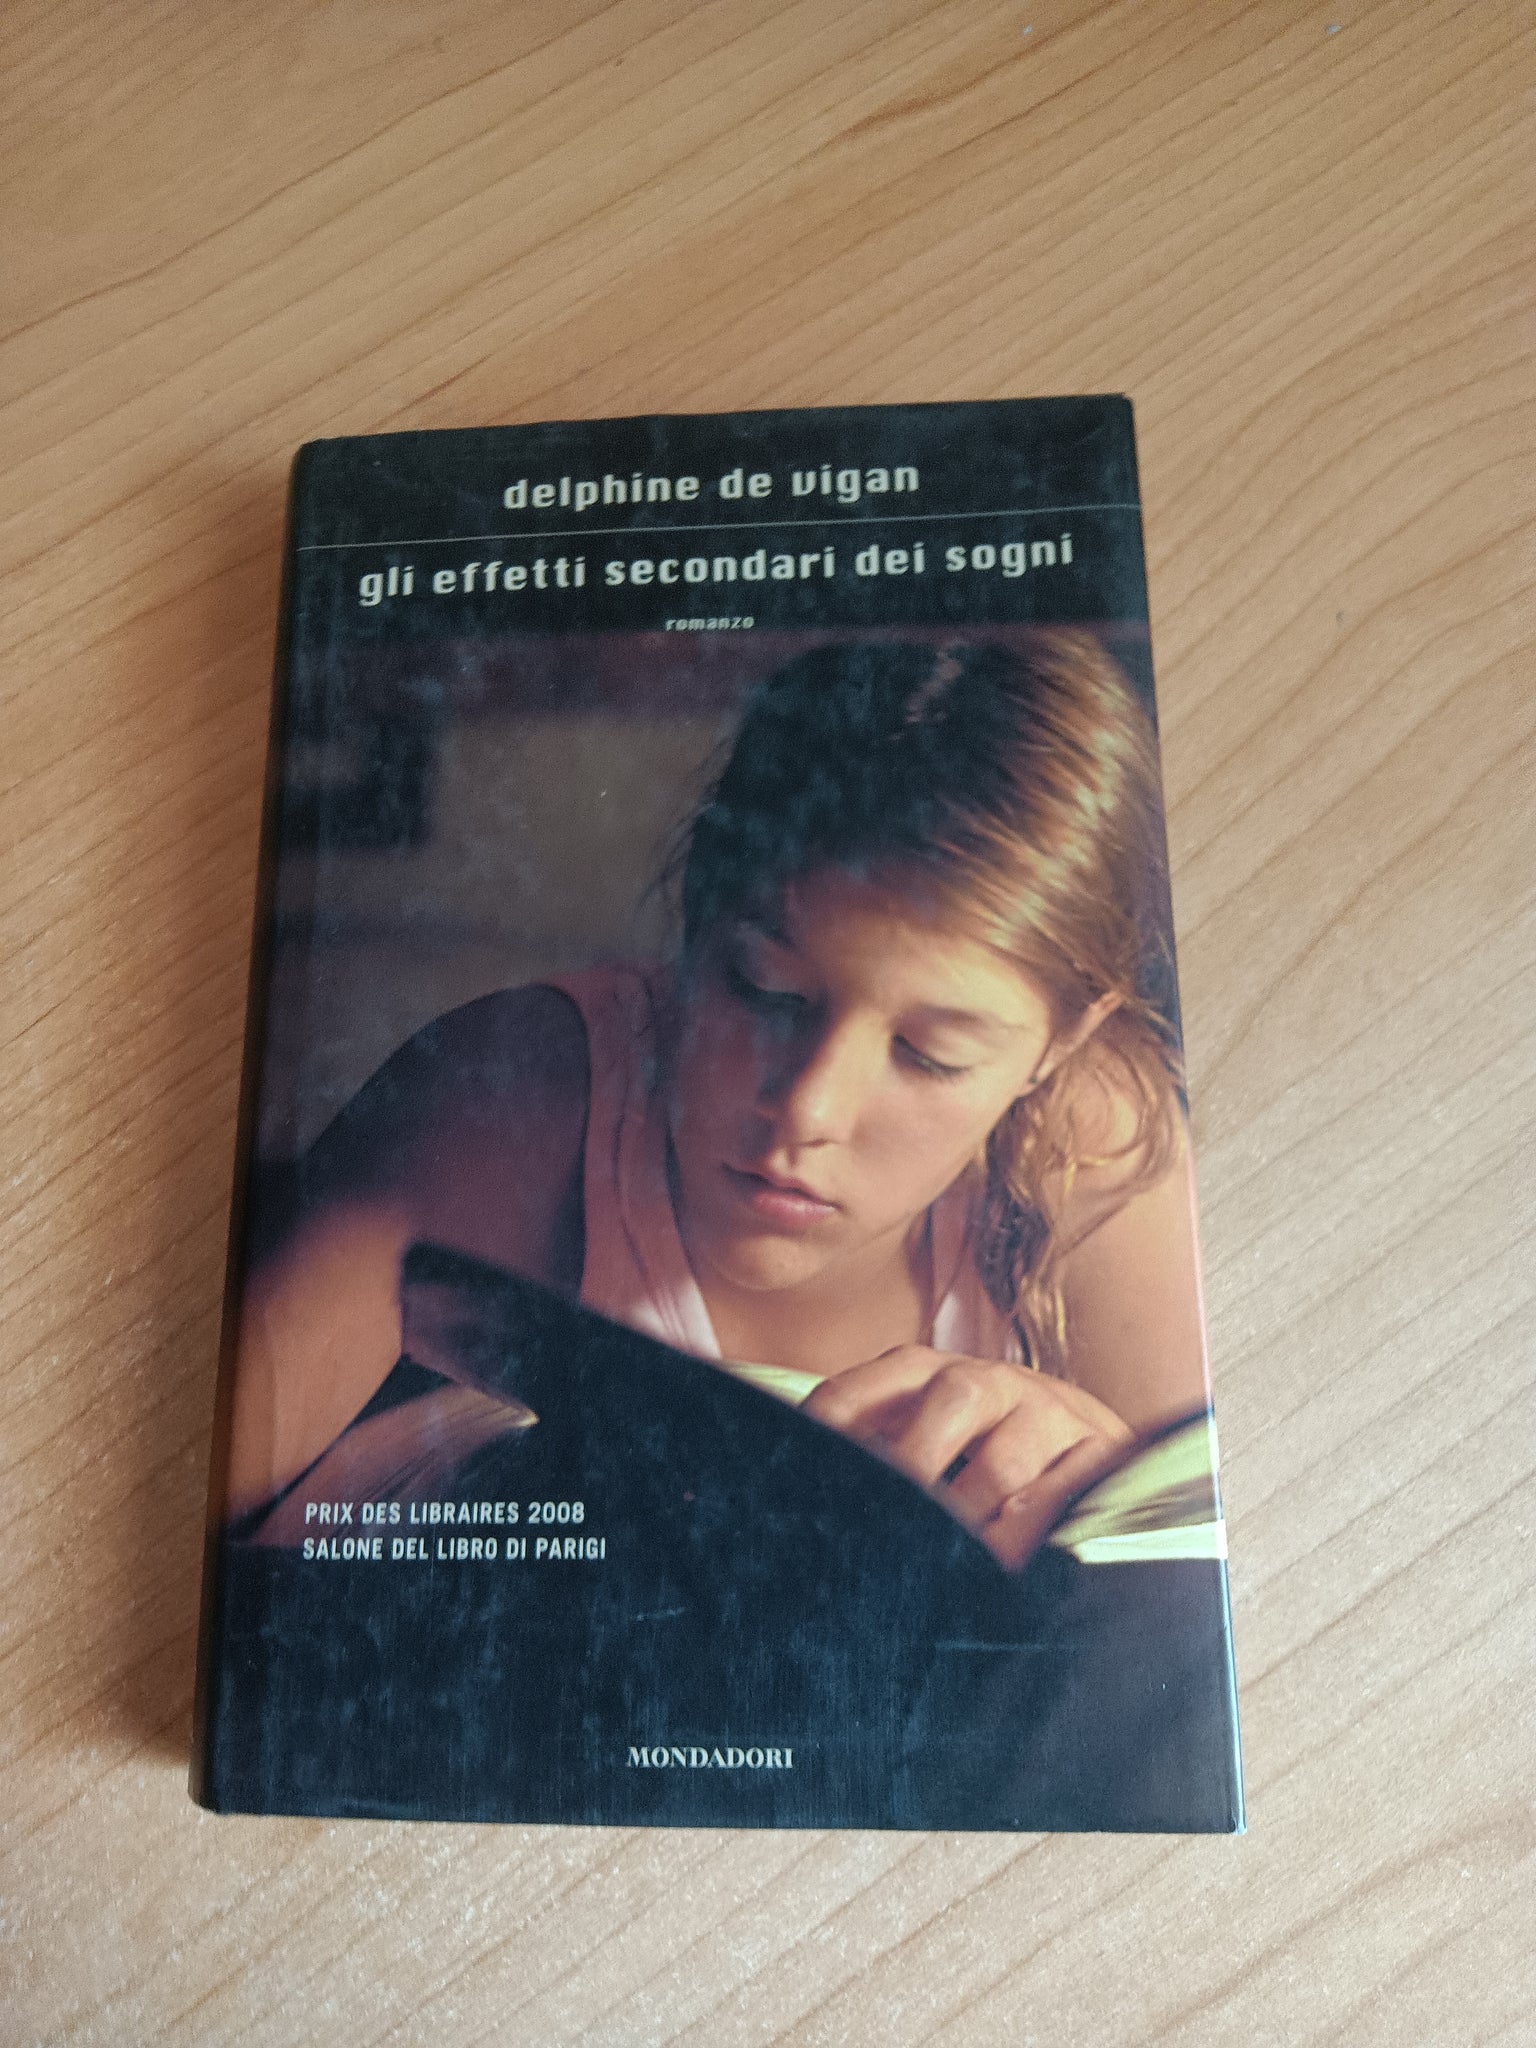 delphine de vigan
gli effetti secondari dei sogni
romanzo
PRIX DES LIBRAIRES 2008
SALONE DEL LIBRO DI PARIGI
MONDADORI